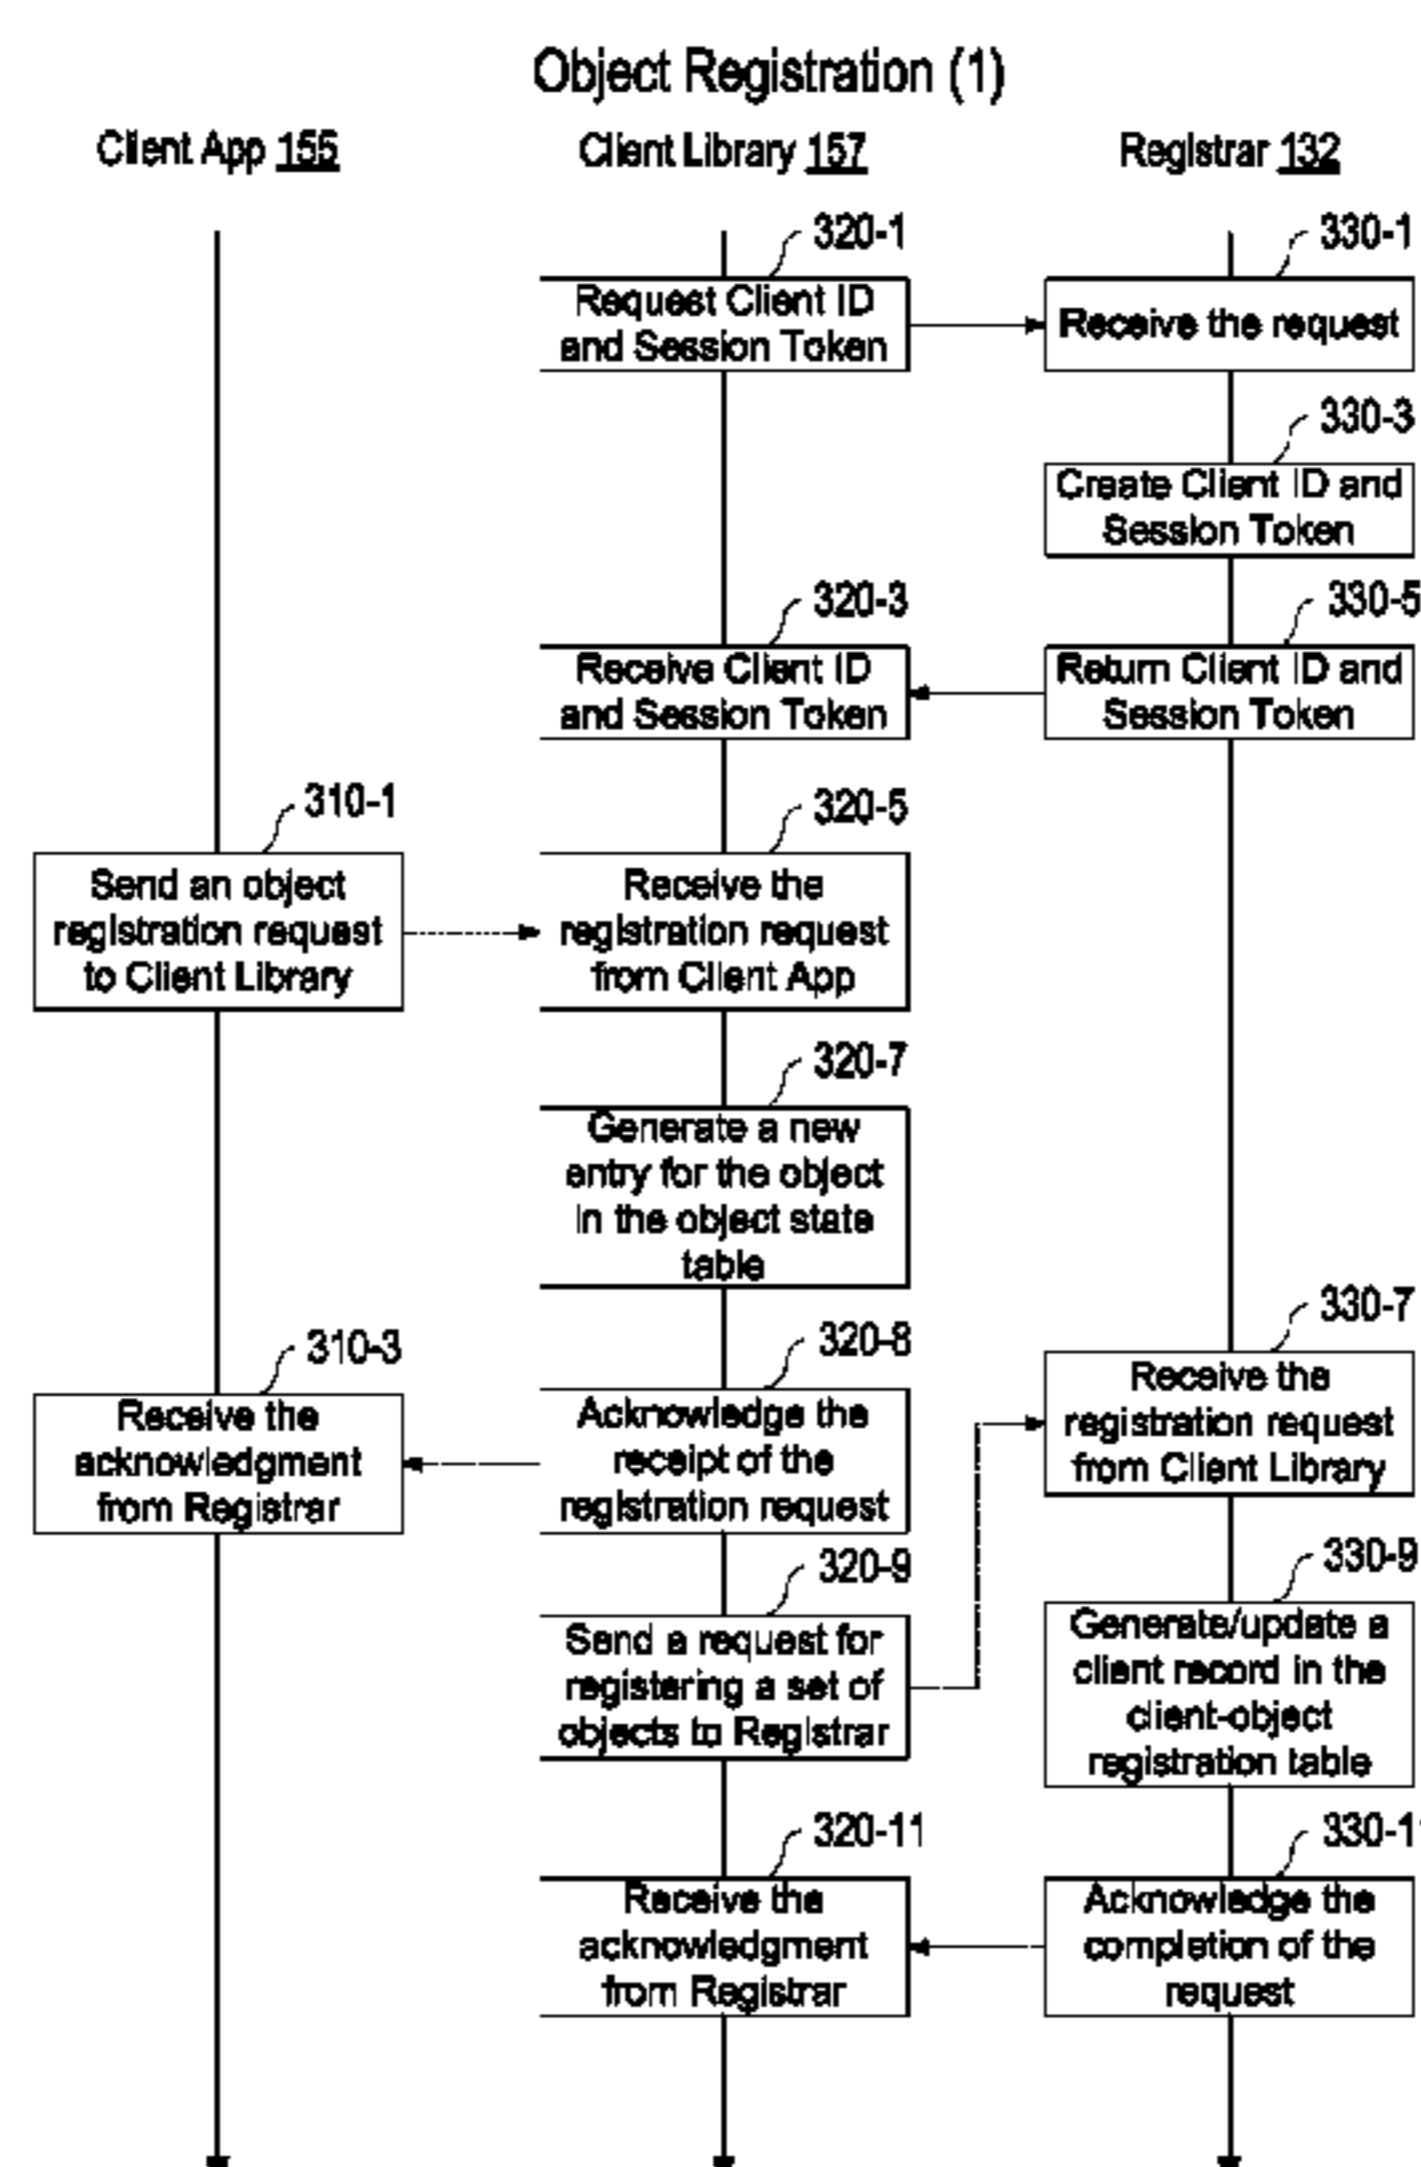 Object Registration (1)
Client App 155
Client Library 157
Registrar 132
320-1
330-1
Request Client ID
and Session Token
Receive the request
330-3
Create Client ID and
Session Token
320-3
330-5
Receive Client ID
and Session Token
Return Client ID and
Session Token
310-1
320-5
Send an object
registration request
to Client Library
Receive the
registration request
from Client App
320-7
Generate a new
entry for the object
in the object state
table
330-7
310-3
320-8
Receive the
registration request
from Client Library
Receive the
acknowledgment
from Registrar
Acknowledge the
receipt of the
registration request
320-9
330-9
Send a request for
registering a set of
objects to Registrar
Generate/update a
client record in the
client-object
registration table
320-11
330-11
Receive the
acknowledgment
from Registrar
Acknowledge the
completion of the
request